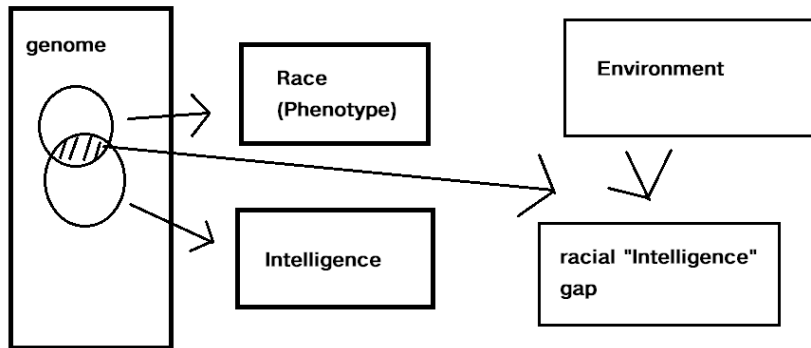 genome
Race
(Phenotype)
Environment
Intelligence
racial "Intelligence"
gap